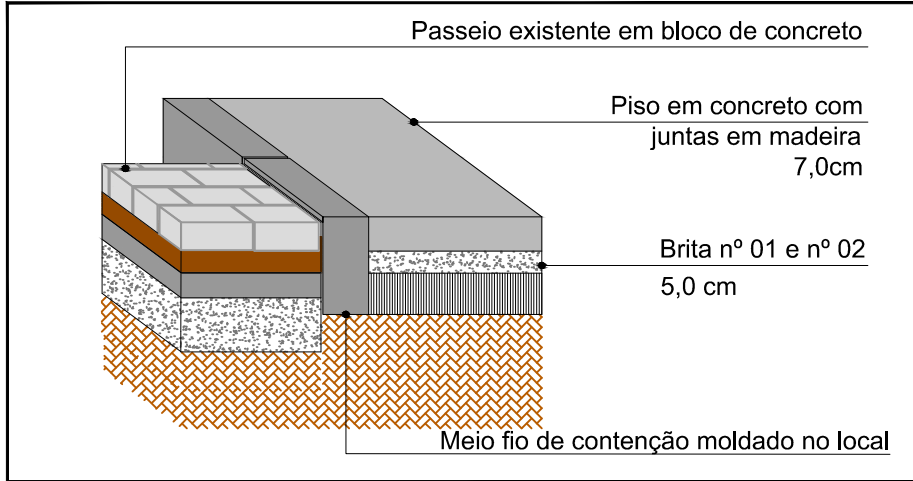 Passeio existente em bloco de concreto
Piso em concreto com
juntas em madeira
7,0cm
Brita nº 01 e nº 02
5,0 cm
Meio fio de contenção moldado no local